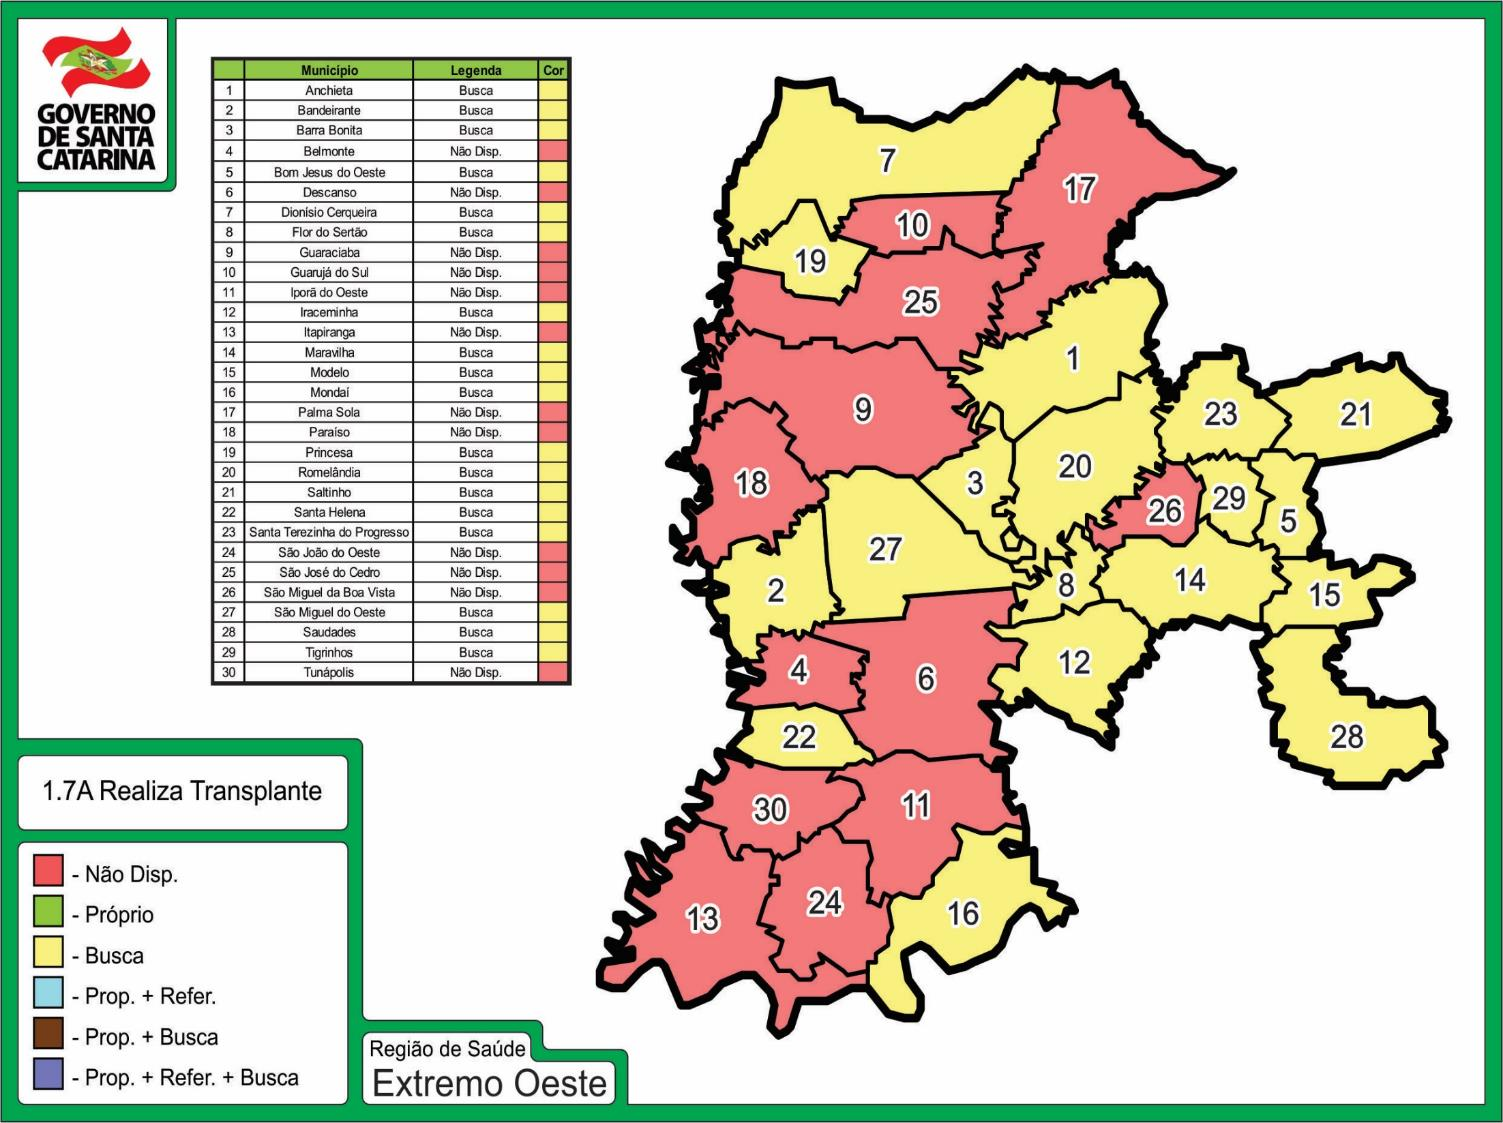 GOVERNO
DE SANTA
CATARINA
Município Legenda Cor
1 Anchieta Busca
2 Bandeirante Busca
3 Barra Bonita Busca
4 Belmonte Não Disp.
5 Bom Jesus do Oeste Busca
6 Descanso Não Disp.
7 Dionísio Cerqueira Busca
8 Flor do Sertão Busca
9 Guaraciaba Não Disp.
10 Guarujá do Sul Não Disp.
11 Iporã do Oeste Não Disp.
12 Iraceminha Busca
13 Itapiranga Não Disp.
14 Maravilha Busca
15 Modelo Busca
16 Mondaí Busca
17 Palma Sola Não Disp.
18 Paraíso Não Disp.
19 Princesa Busca
20 Romelândia Busca
21 Saltinho Busca
22 Santa Helena Busca
23 Santa Terezinha do Progresso Busca
24 São João do Oeste Não Disp.
25 São José do Cedro Não Disp.
26 São Miguel da Boa Vista Não Disp.
27 São Miguel do Oeste Busca
28 Saudades Busca
29 Tigrinhos Busca
30 Tunápolis Não Disp.
7
17
10
19
25
1
9
23
21
18
3
20
26
29
5
27
2
8
14
15
4
6
12
22
28
30
11
13
24
16
1.7A Realiza Transplante
- Não Disp.
- Próprio
- Busca
- Prop. + Refer.
- Prop. + Busca
- Prop. + Refer. + Busca
Região de Saúde
Extremo Oeste